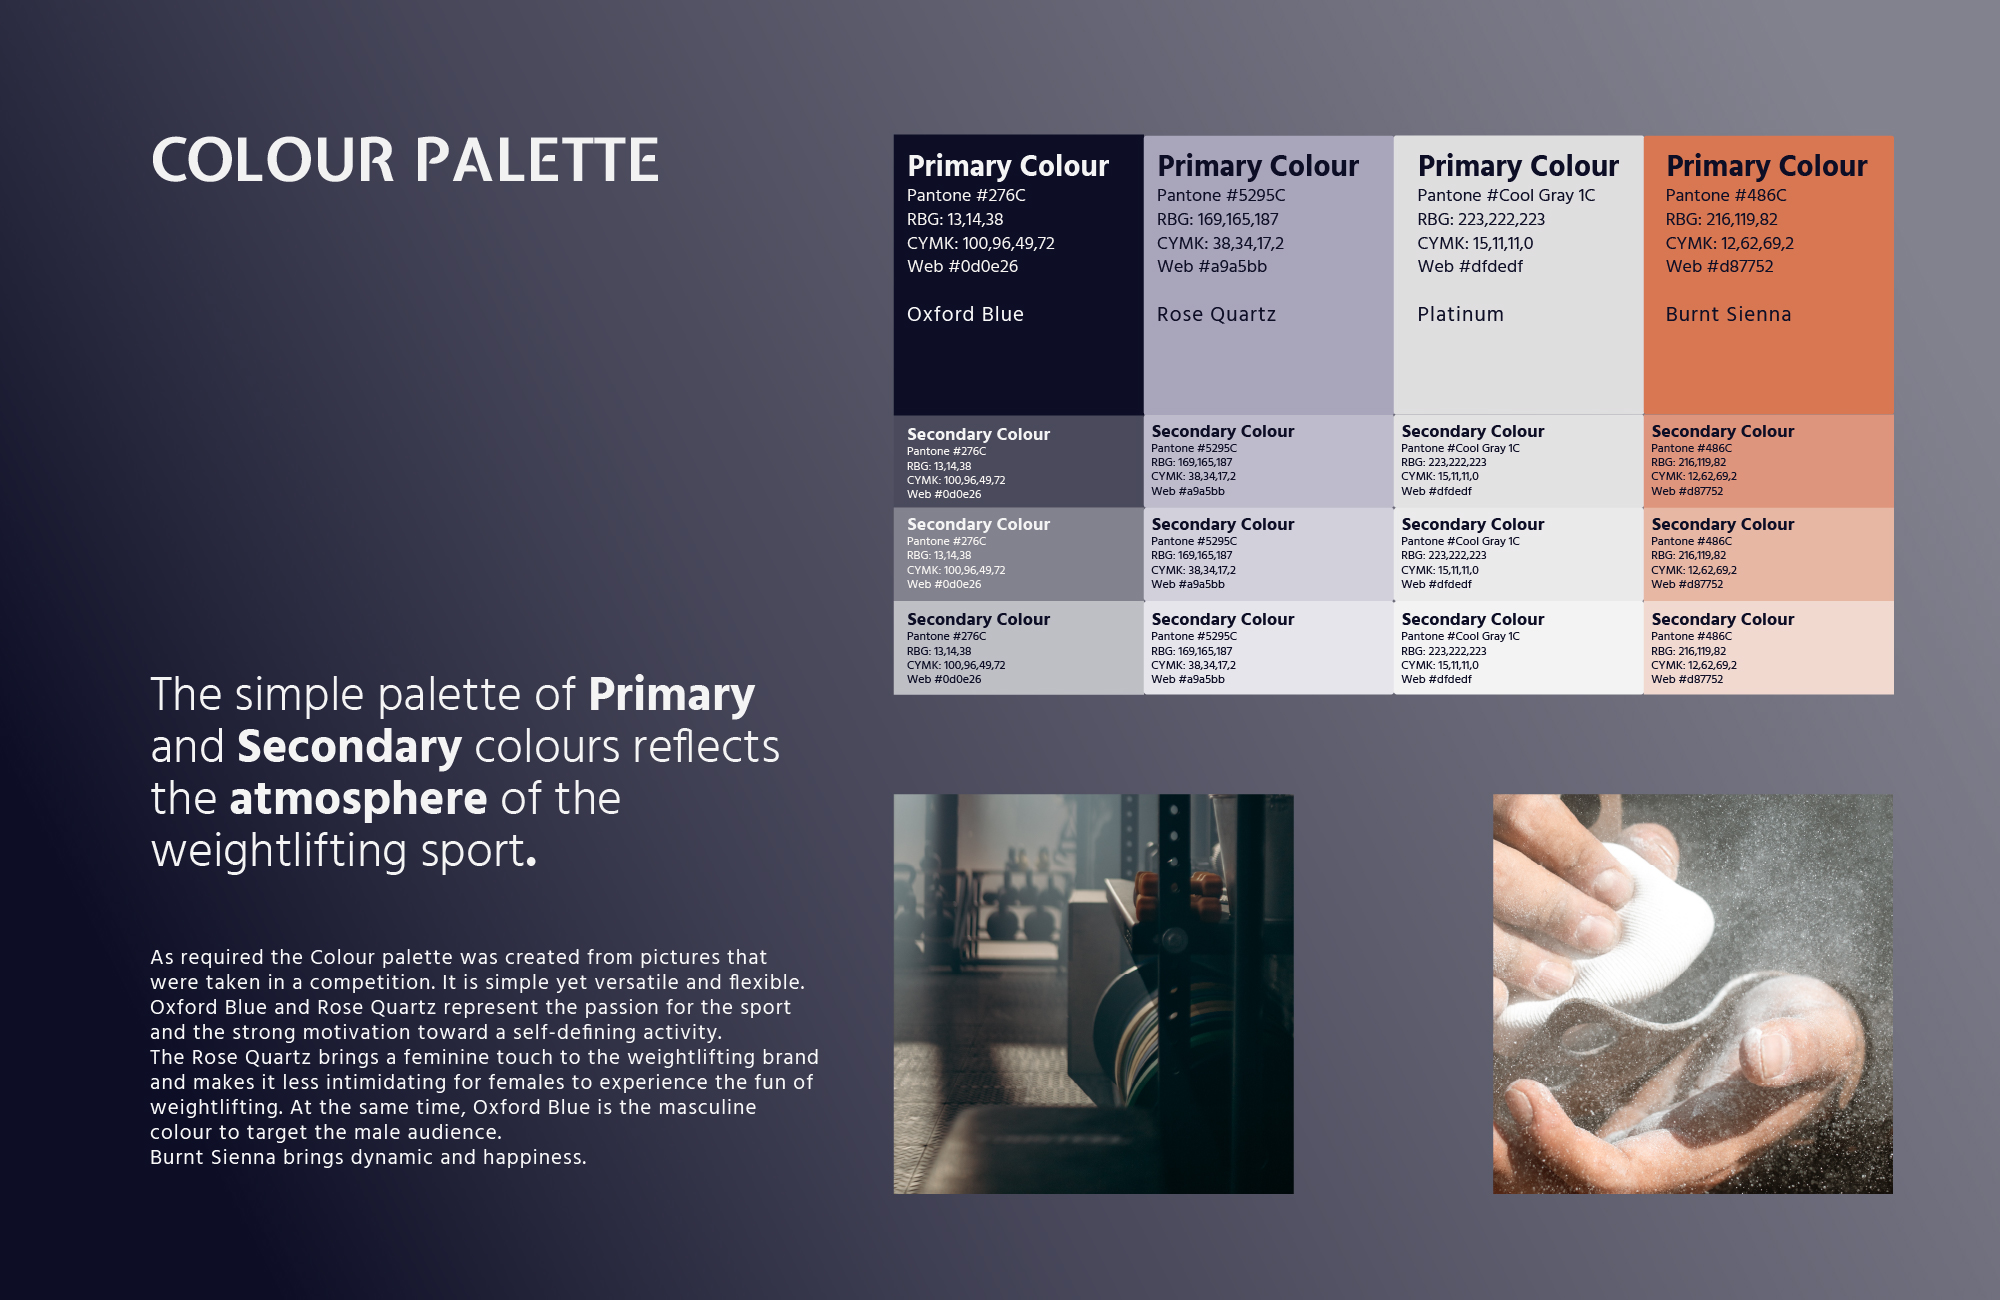 COLOUR PALETTE
The simple palette of Primary
and Secondary colours reflects
the atmosphere of the
weightlifting sport.
As required the Colour palette was created from pictures that
were taken in a competition. It is simple yet versatile and flexible.
Oxford Blue and Rose Quartz represent the passion for the sport
and the strong motivation toward a self-defining activity.
The Rose Quartz brings a feminine touch to the weightlifting brand
and makes it less intimidating for females to experience the fun of
weightlifting. At the same time, Oxford Blue is the masculine
colour to target the male audience.
Burnt Sienna brings dynamic and happiness.
Primary Colour
Pantone #276C
RBG: 13,14,38
CYMK: 100,96,49,72
Web #0d0e26
Oxford Blue
Primary Colour
Pantone #5295C
RBG: 169,165,187
CYMK: 38,34,17,2
Web #a9a5bb
Rose Quartz
Primary Colour
Pantone #Cool Gray 1C
RBG: 223,222,223
CYMK: 15,11,11,0
Web #dfdedf
Platinum
Primary Colour
Pantone #486C
RBG: 216,119,82
CYMK: 12,62,69,2
Web #d87752
Burnt Sienna
Secondary Colour
Pantone #276C
RBG: 13,14,38
CYMK: 100,96,49,72
Web #0d0e26
Secondary Colour
Pantone #5295C
RBG: 169,165,187
CYMK: 38,34,17,2
Web #a9a5bb
Secondary Colour
Pantone #Cool Gray 1C
RBG: 223,222,223
CYMK: 15,11,11,0
Web #dfdedf
Secondary Colour
Pantone #486C
RBG: 216,119,82
CYMK: 12,62,69,2
Web #d87752
Secondary Colour
Pantone #276C
RBG: 13,14,38
CYMK: 100,96,49,72
Web #0d0e26
Secondary Colour
Pantone #5295C
RBG: 169,165,187
CYMK: 38,34,17,2
Web #a9a5bb
Secondary Colour
Pantone #Cool Gray 1C
RBG: 223,222,223
CYMK: 15,11,11,0
Web #dfdedf
Secondary Colour
Pantone #486C
RBG: 216,119,82
CYMK: 12,62,69,2
Web #d87752
Secondary Colour
Pantone #276C
RBG: 13,14,38
CYMK: 100,96,49,72
Web #0d0e26
Secondary Colour
Pantone #5295C
RBG: 169,165,187
CYMK: 38,34,17,2
Web #a9a5bb
Secondary Colour
Pantone #Cool Gray 1C
RBG: 223,222,223
CYMK: 15,11,11,0
Web #dfdedf
Secondary Colour
Pantone #486C
RBG: 216,119,82
CYMK: 12,62,69,2
Web #d87752